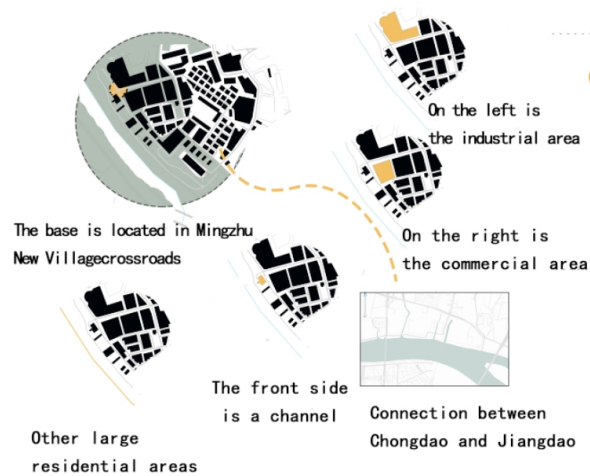 On the left is
the industrial area
The base is located in Mingzhu
New Villagecrossroads
On the right is
the commercial area
The front side
is a channel
Connection between
Chongdao and Jiangdao
Other large
residential areas